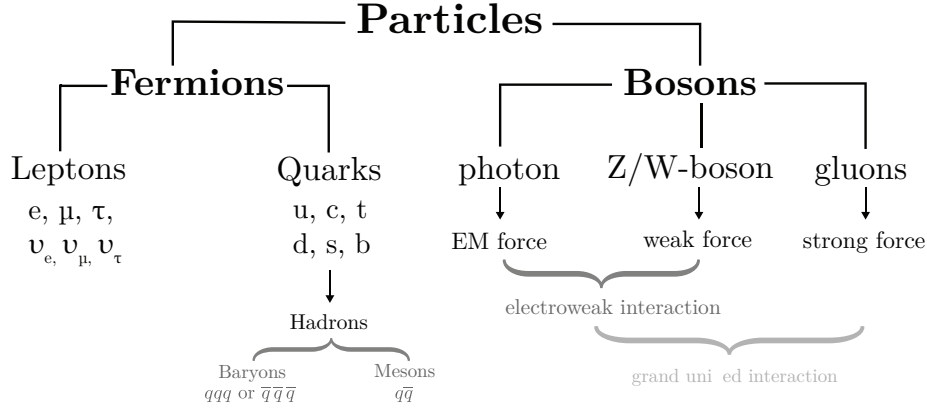 Particles
Fermions
Bosons
Leptons
Quarks
photon
Z/W-boson
gluons
e, µ, τ,
υe, υµ, υτ
u, c, t
d, s, b
EM force
weak force
strong force
electroweak interaction
Hadrons
Baryons
qqq or q̅ q̅ q̅
Mesons
qq̅
grand uni ed interaction